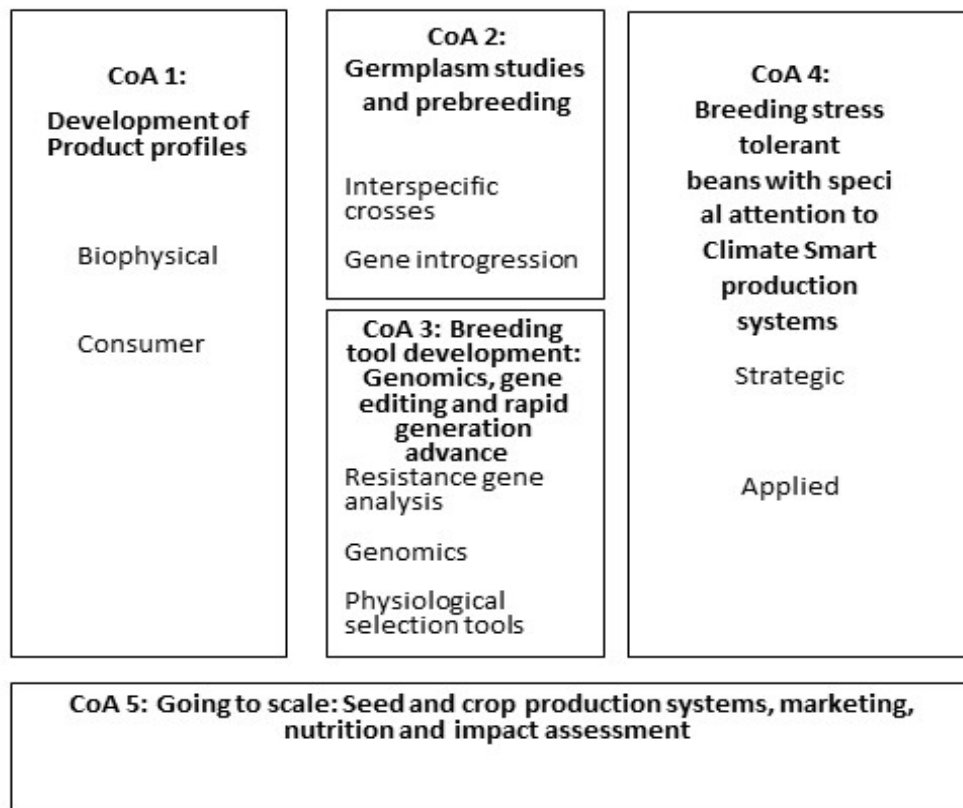 CoA 1:
Development of
Product profiles
Biophysical
Consumer
CoA 2:
Germplasm studies
and prebreeding
Interspecific
crosses
Gene introgression
CoA 3: Breeding
tool development:
Genomics, gene
editing and rapid
generation
advance
Resistance gene
analysis
Genomics
Physiological
selection tools
CoA 4:
Breeding stress
tolerant
beans with speci
al attention to
Climate Smart
production
systems
Strategic
Applied
CoA 5: Going to scale: Seed and crop production systems, marketing,
nutrition and impact assessment